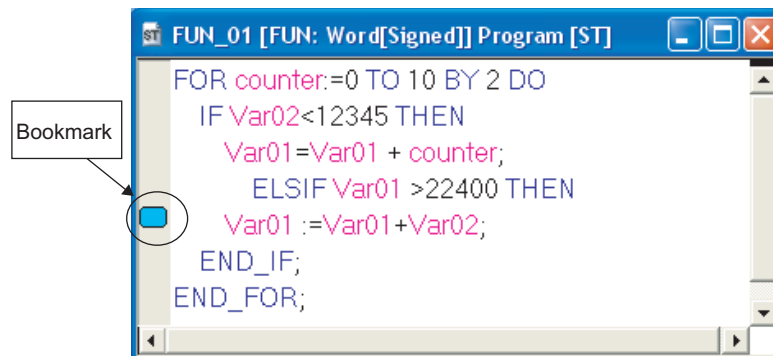 ST FUN_01 [FUN: Word[Signed]] Program [ST]
FOR counter:=0 TO 10 BY 2 DO
IF Var02<12345 THEN
Bookmark
Var01=Var01 + counter;
ELSIF Var01 >22400 THEN
Var01 :=Var01+Var02;
END_IF;
END_FOR;